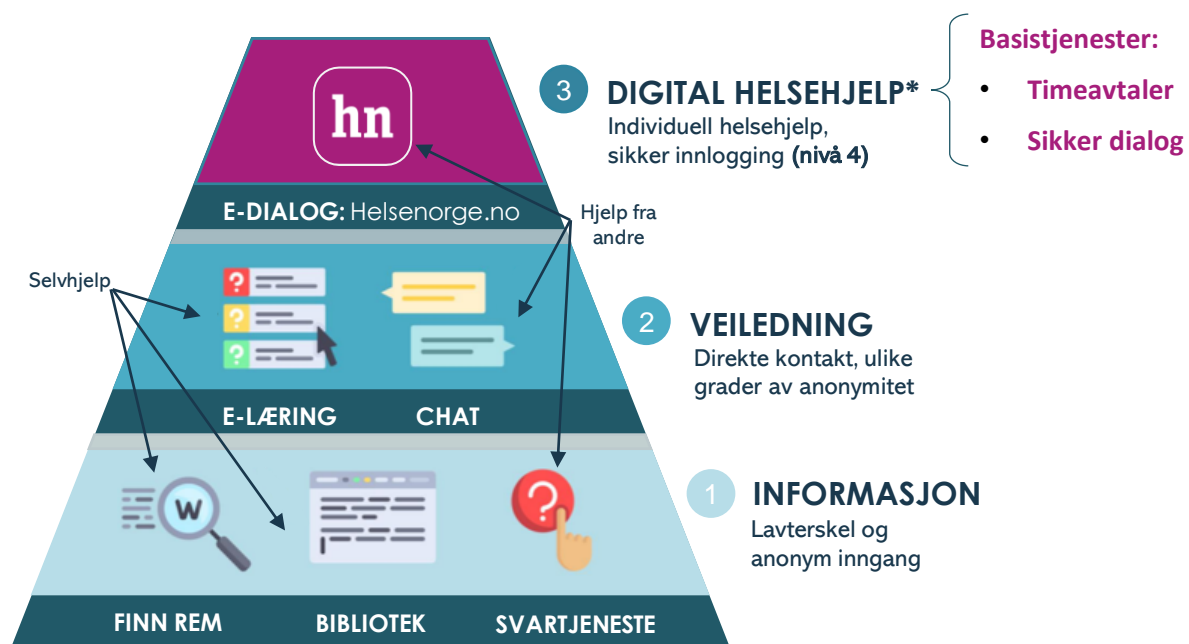 Basistjenester:
• Timeavtaler
• Sikker dialog
3
DIGITAL HELSEHJELP*
Individuell helsehjelp,
sikker innlogging (nivå 4)
hn
E-DIALOG: Helsenorge.no
Hjelp fra
andre
Selvhjelp
?
?
?
2
VEILEDNING
Direkte kontakt, ulike
grader av anonymitet
E-LÆRING
CHAT
W
?
1
INFORMASJON
Lavterskel og
anonym inngang
FINN REM
BIBLIOTEK
SVARTJENESTE